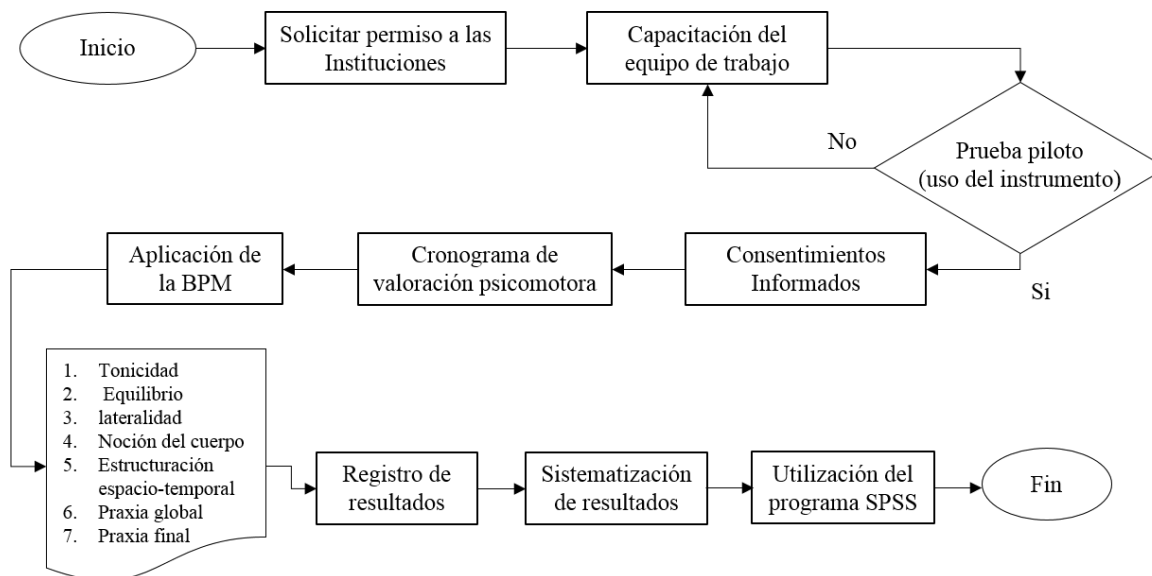 Inicio
Solicitar permiso a las
Instituciones
Capacitación del
equipo de trabajo
Prueba piloto
(uso del instrumento)
No
Si
Consentimientos
Informados
Cronograma de
valoración psicomotora
Aplicación de
la BPM
1. Tonicidad
2. Equilibrio
3. lateralidad
4. Noción del cuerpo
5. Estructuración
espacio-temporal
6. Praxia global
7. Praxia final
Registro de
resultados
Sistematización
de resultados
Utilización del
programa SPSS
Fin